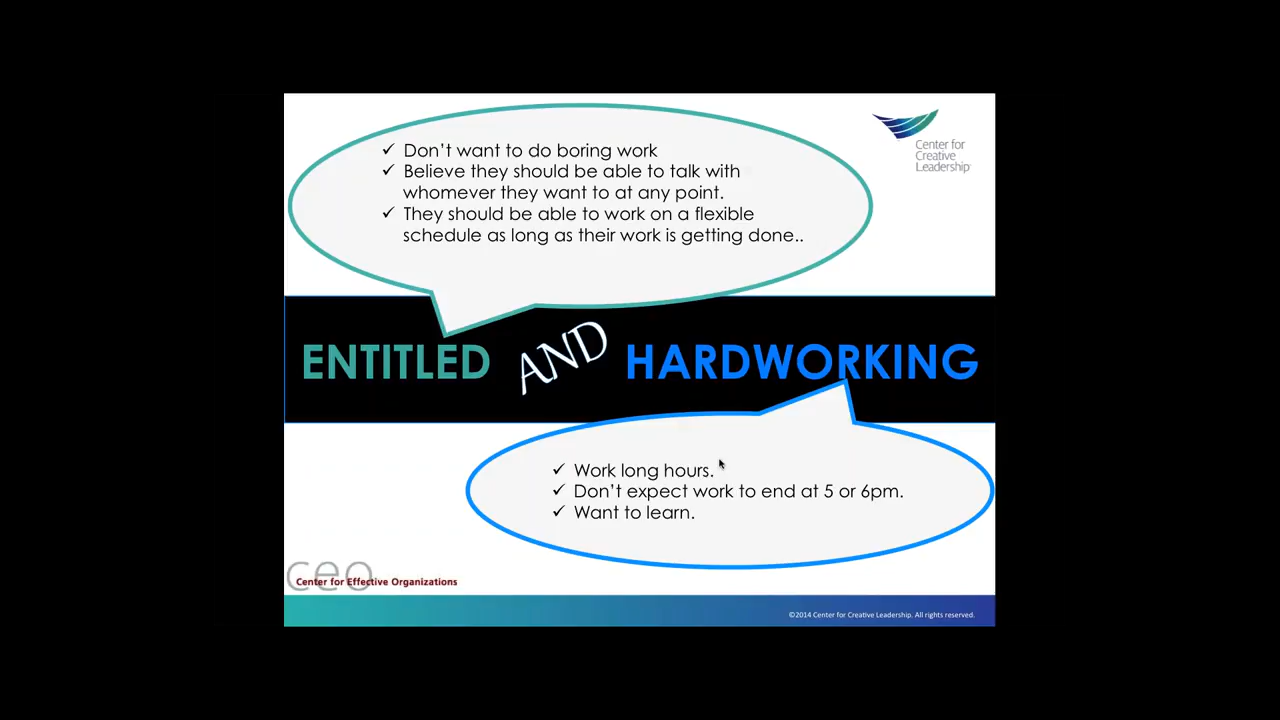 ✓ Don't want to do boring work
✓ Believe they should be able to talk with
whomever they want to at any point.
✓ They should be able to work on a flexible
schedule as long as their work is getting done..
Center for
Creative
Leadership
ENTITLED AND HARDWORKING
✓ Work long hours.
✓ Don't expect work to end at 5 or 6pm.
✓ Want to learn.
ceo
Center for Effective Organizations
©2014 Center for Creative Leadership. All rights reserved.